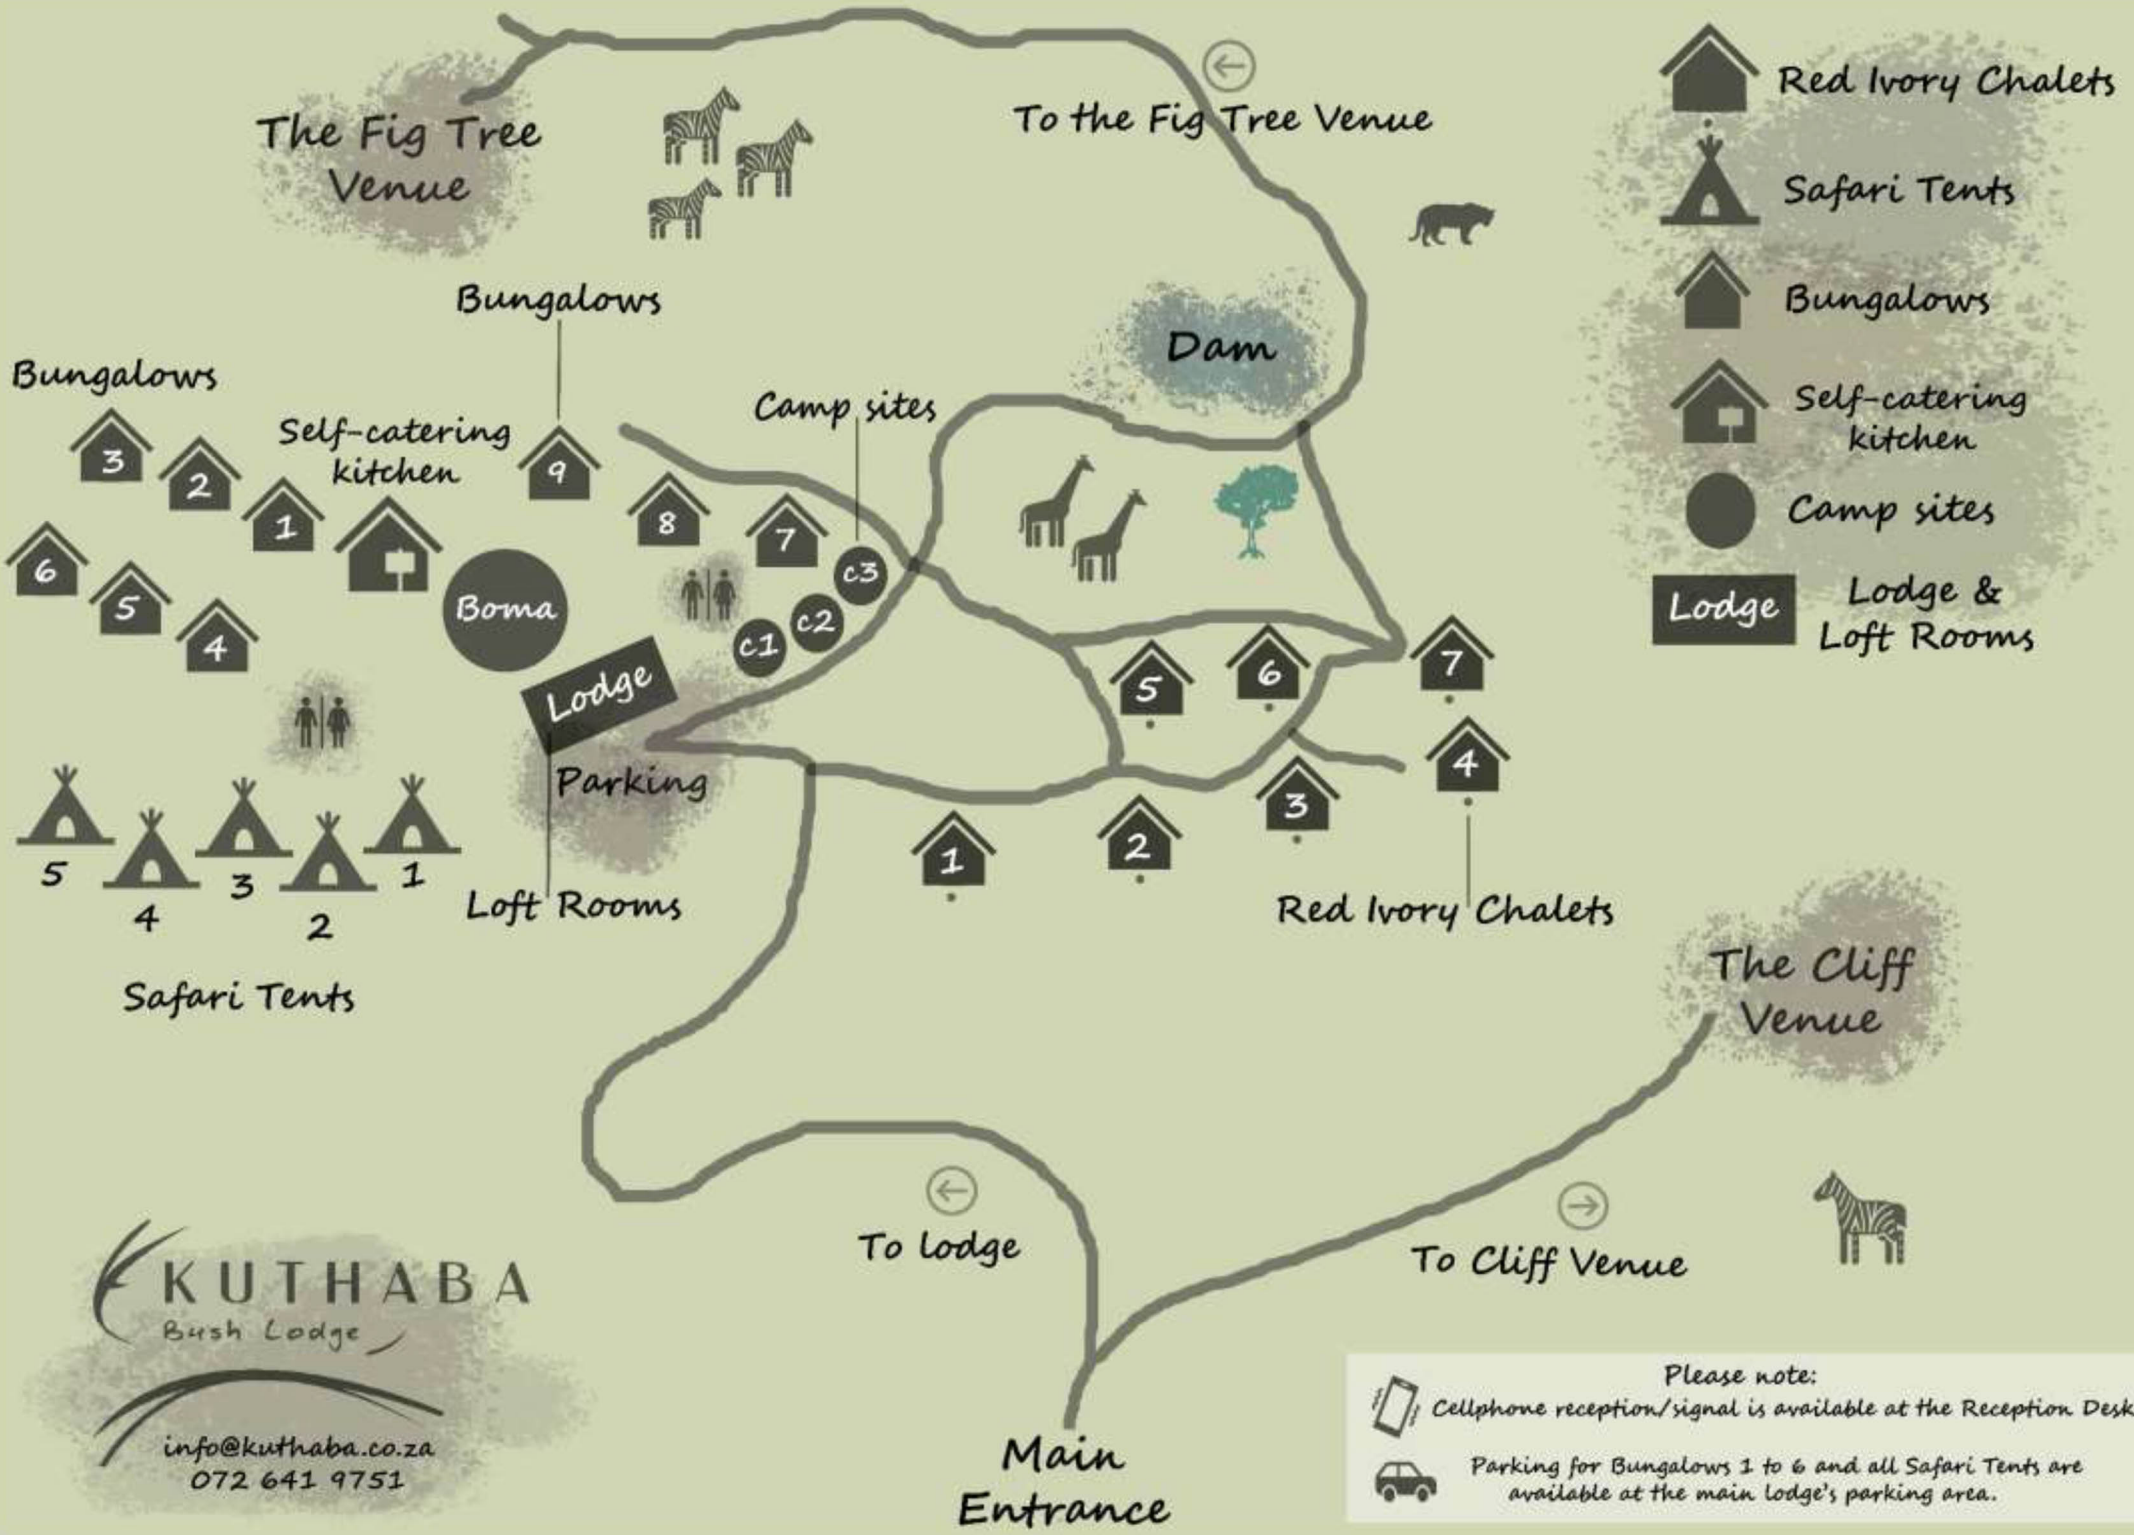 The Fig Tree
Venue
To the Fig Tree Venue
Red Ivory Chalets
Safari Tents
Bungalows
Self-catering
kitchen
Camp sites
Lodge
Lodge &
Loft Rooms
Bungalows
Bungalows
Dam
Camp sites
Self-catering
kitchen
3
2
1
9
8
7
6
5
4
Boma
c3
c2
c1
Lodge
Parking
5
6
7
4
3
2
1
5
4
3
2
1
Safari Tents
Loft Rooms
Red Ivory Chalets
The Cliff
Venue
To lodge
To Cliff Venue
KUTHABA
Bush Lodge
info@kuthaba.co.za
072 641 9751
Main
Entrance
Please note:
Cellphone reception/signal is available at the Reception Desk
Parking for Bungalows 1 to 6 and all Safari Tents are
available at the main lodge's parking area.